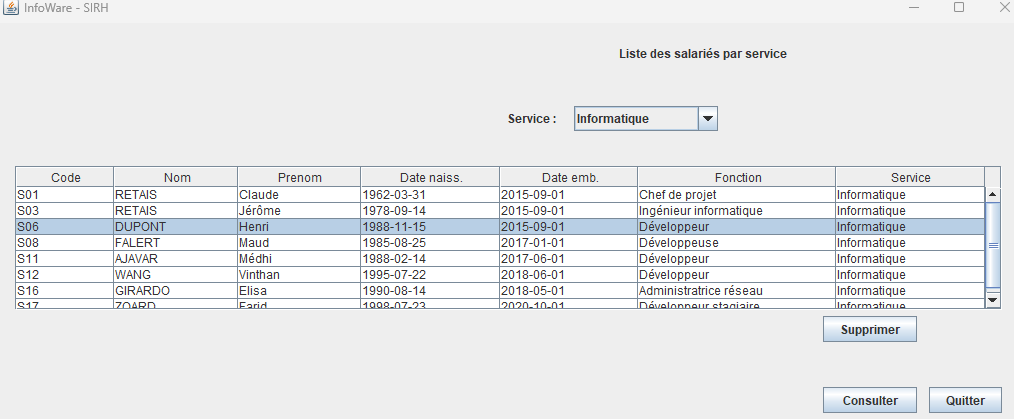 InfoWare - SIRH
Liste des salariés par service
Service : Informatique
Code Nom Prenom Date naiss. Date emb. Fonction Service
S01 RETAIS Claude 1962-03-31 2015-09-01 Chef de projet Informatique
S03 RETAIS Jérôme 1978-09-14 2015-09-01 Ingénieur informatique Informatique
S06 DUPONT Henri 1988-11-15 2015-09-01 Développeur Informatique
S08 FALERT Maud 1985-08-25 2017-01-01 Développeuse Informatique
S11 AJAVAR Médhi 1988-02-14 2017-06-01 Développeur Informatique
S12 WANG Vinthan 1995-07-22 2018-06-01 Développeur Informatique
S16 GIRARDO Elisa 1990-08-14 2018-05-01 Administratrice réseau Informatique
S17 ZOARD Farid 1998-07-23 2020-10-01 Développeur stagiaire Informatique
Supprimer
Consulter Quitter